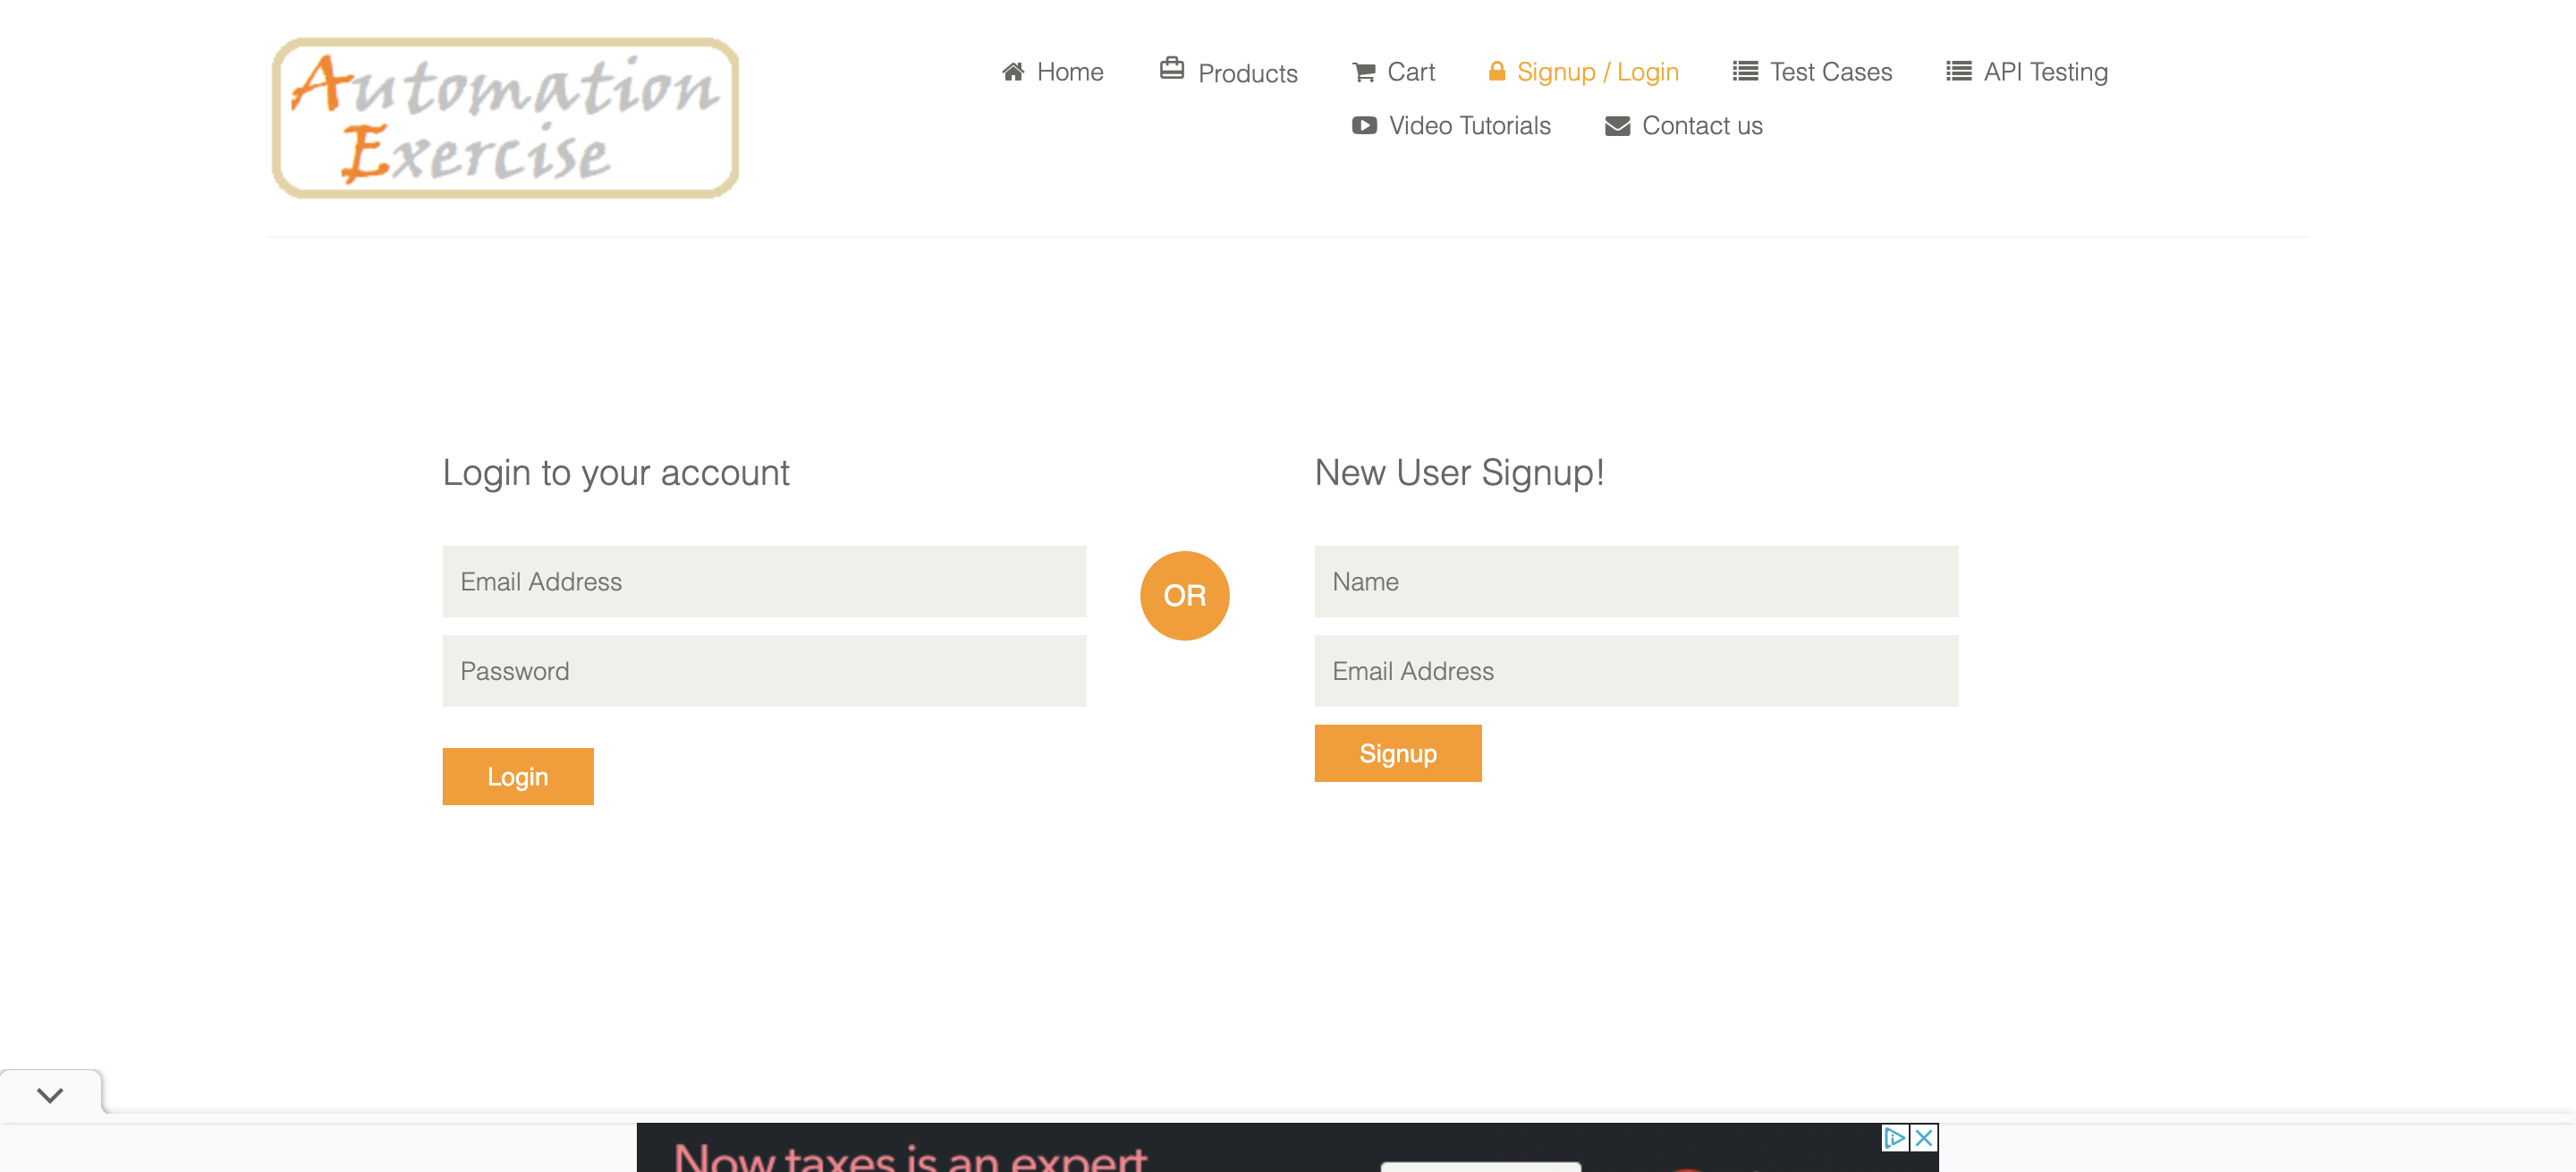 Automation
Exercise
Home Products Cart Signup / Login Test Cases API Testing
Video Tutorials Contact us
Login to your account
Email Address
Password
Login
OR
New User Signup!
Name
Email Address
Signup
Now taxes is an expert